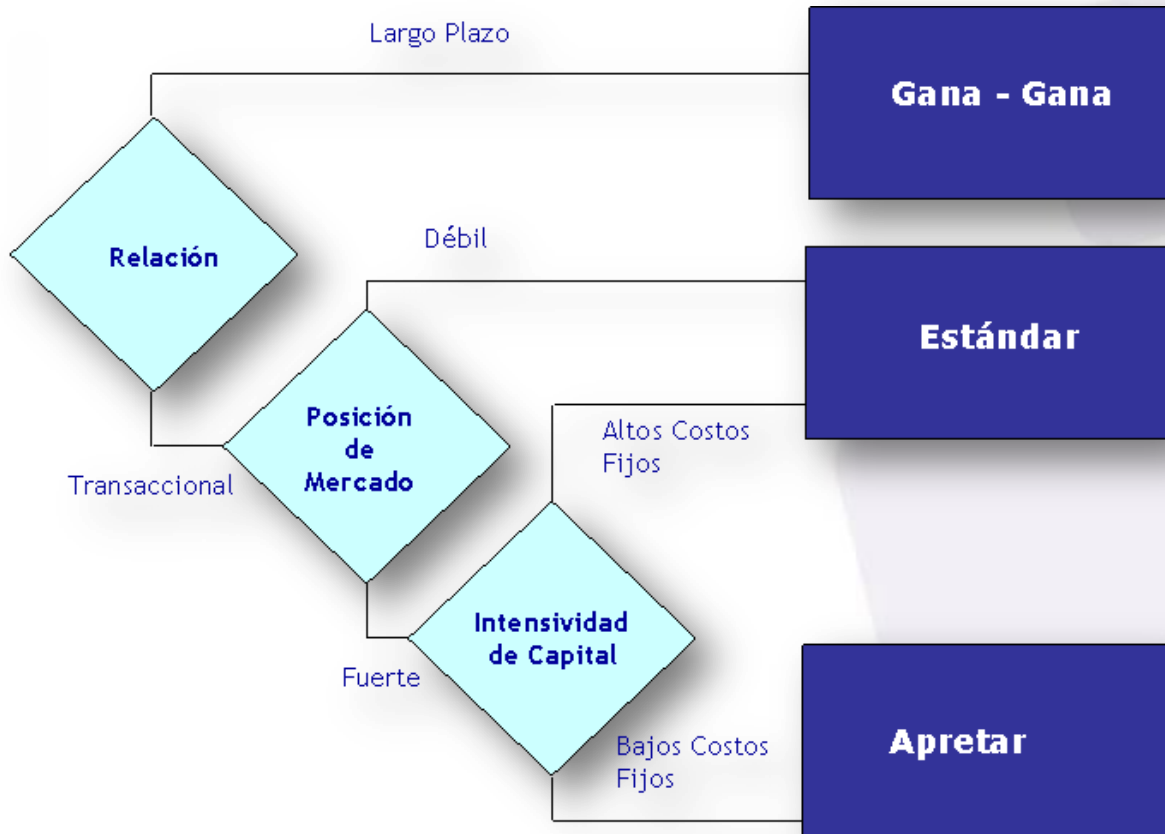 Largo Plazo
Gana - Gana
Relación
Débil
Estándar
Posición
de
Mercado
Altos Costos
Fijos
Transaccional
Intensividad
de Capital
Fuerte
Bajos Costos
Fijos
Apretar